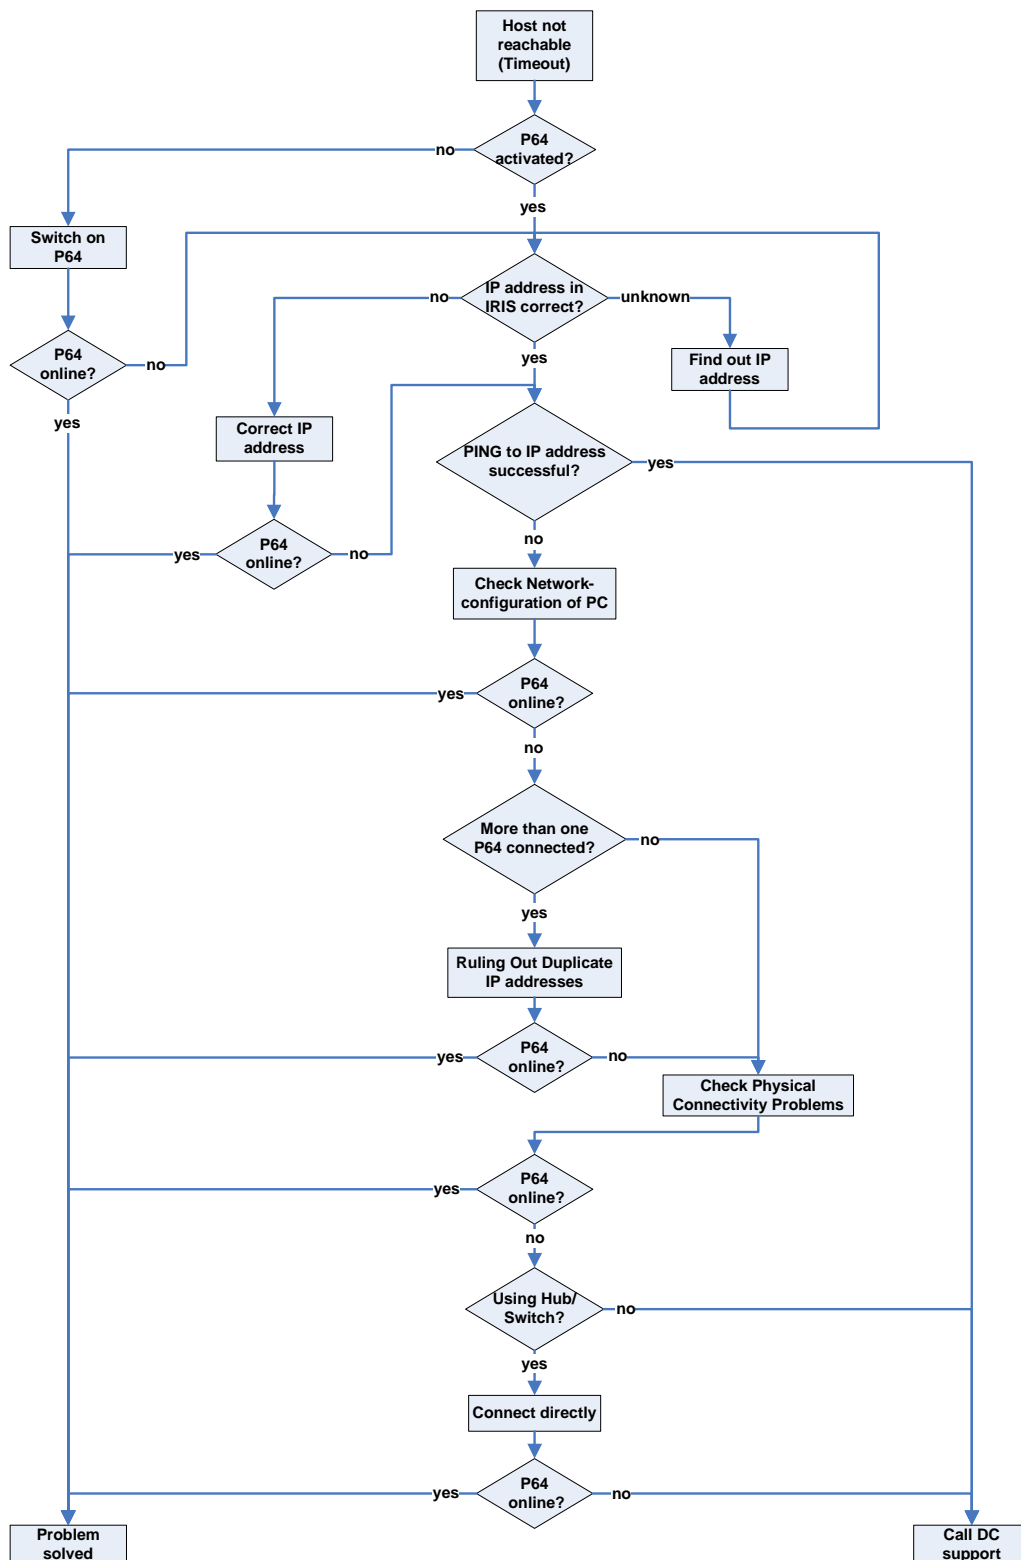 Host not
reachable
(Timeout)
P64
activated?
no
yes
Switch on
P64
IP address in
IRIS correct?
no
unknown
yes
P64
online?
no
yes
Find out IP
address
Correct IP
address
PING to IP address
successful?
yes
no
P64
online?
yes
no
Check Network-
configuration of PC
P64
online?
yes
no
More than one
P64 connected?
no
yes
Ruling Out Duplicate
IP addresses
P64
online?
yes
no
Check Physical
Connectivity Problems
P64
online?
yes
no
Using Hub/
Switch?
no
yes
Connect directly
P64
online?
yes
no
Problem
solved
Call DC
support